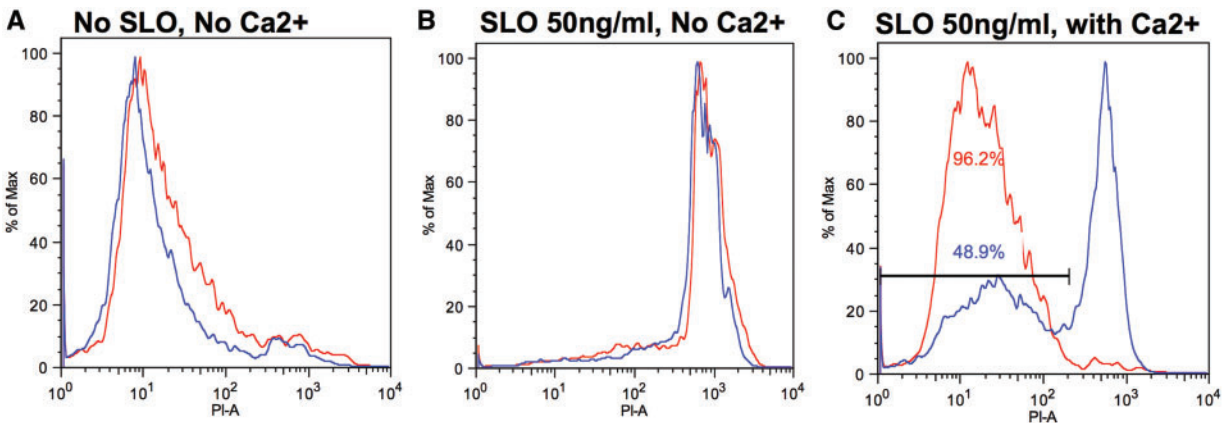 A No SLO, No Ca2+
100
80
60
40
20
0
% of Max
10^0 10^1 10^2 10^3 10^4
PI-A
B SLO 50ng/ml, No Ca2+
100
80
60
40
20
0
% of Max
10^0 10^1 10^2 10^3 10^4
PI-A
C SLO 50ng/ml, with Ca2+
100
80
60
40
20
0
% of Max
96.2%
48.9%
10^0 10^1 10^2 10^3 10^4
PI-A